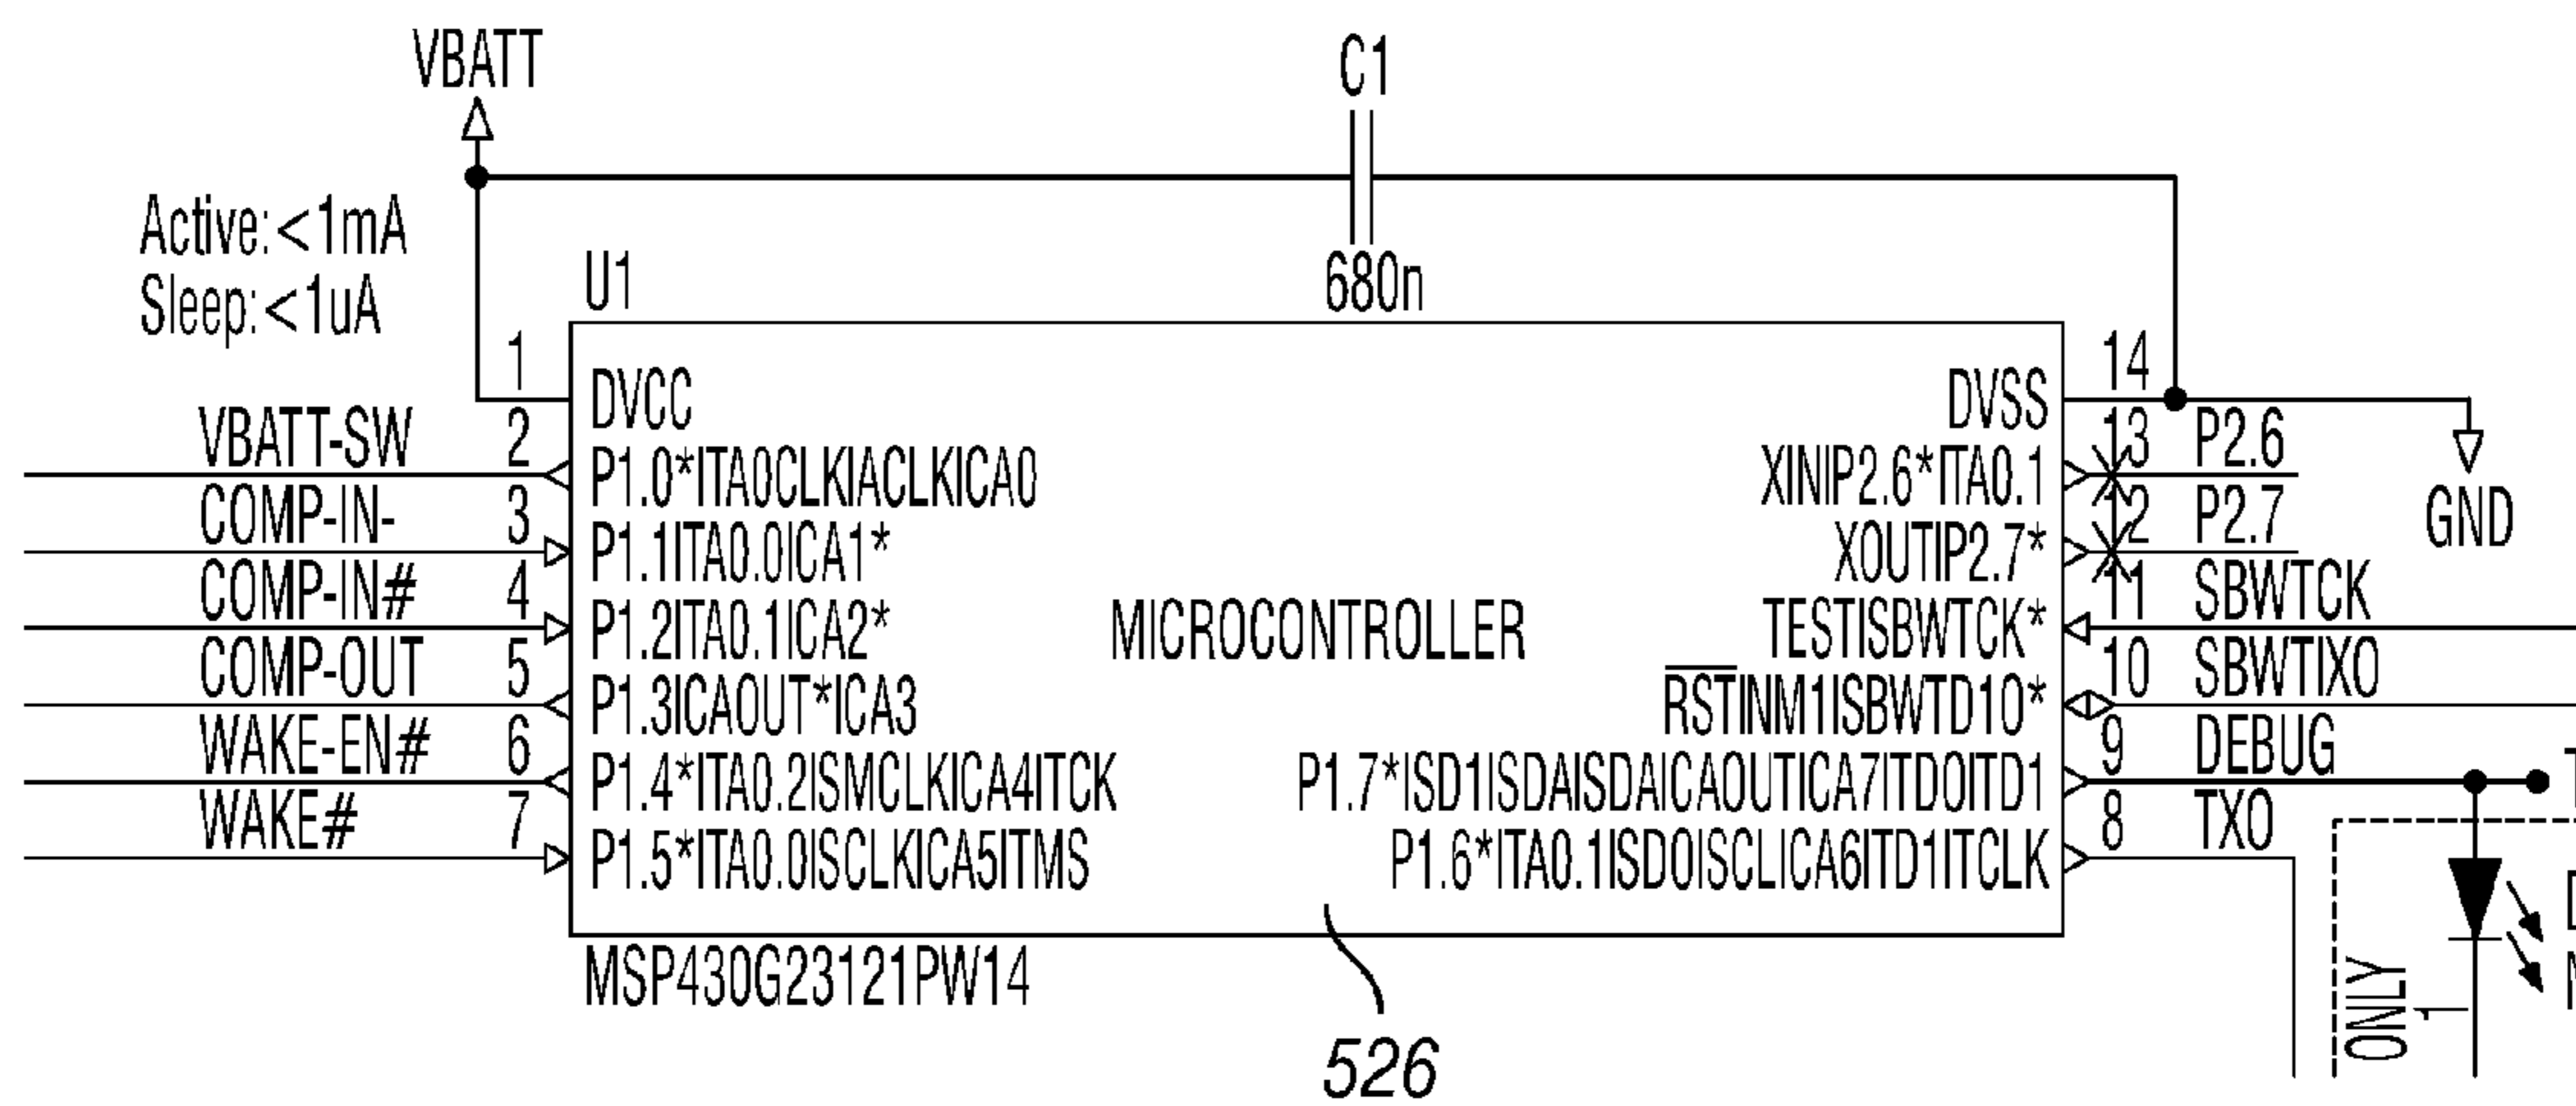 VBATT
C1
Active:<1mA
Sleep:<1uA
U1
680n
1
DVCC
DVSS
14
VBATT-SW
2
P1.0*ITA0CLKIACLKICA0
XINIP2.6*ITA0.1
13
P2.6
COMP-IN-
3
P1.1ITA0.0ICA1*
XOUTIP2.7*
12
P2.7
GND
COMP-IN#
4
P1.2ITA0.1ICA2*
MICROCONTROLLER
TESTISBWTCK*
11
SBWTCK
COMP-OUT
5
P1.3ICAOUT*ICA3
RSTINM1ISBWTD10*
10
SBWTIXO
WAKE-EN#
6
P1.4*ITA0.2ISMCLKICA4ITCK
P1.7*ISD1ISDAISDAICAOUTICA7ITDOITD1
9
DEBUG
WAKE#
7
P1.5*ITA0.0ISCLKICA5ITMS
P1.6*ITA0.1ISDOISCLICA6ITD1ITCLK
8
TXO
MSP430G23121PW14
ONLY
1
526